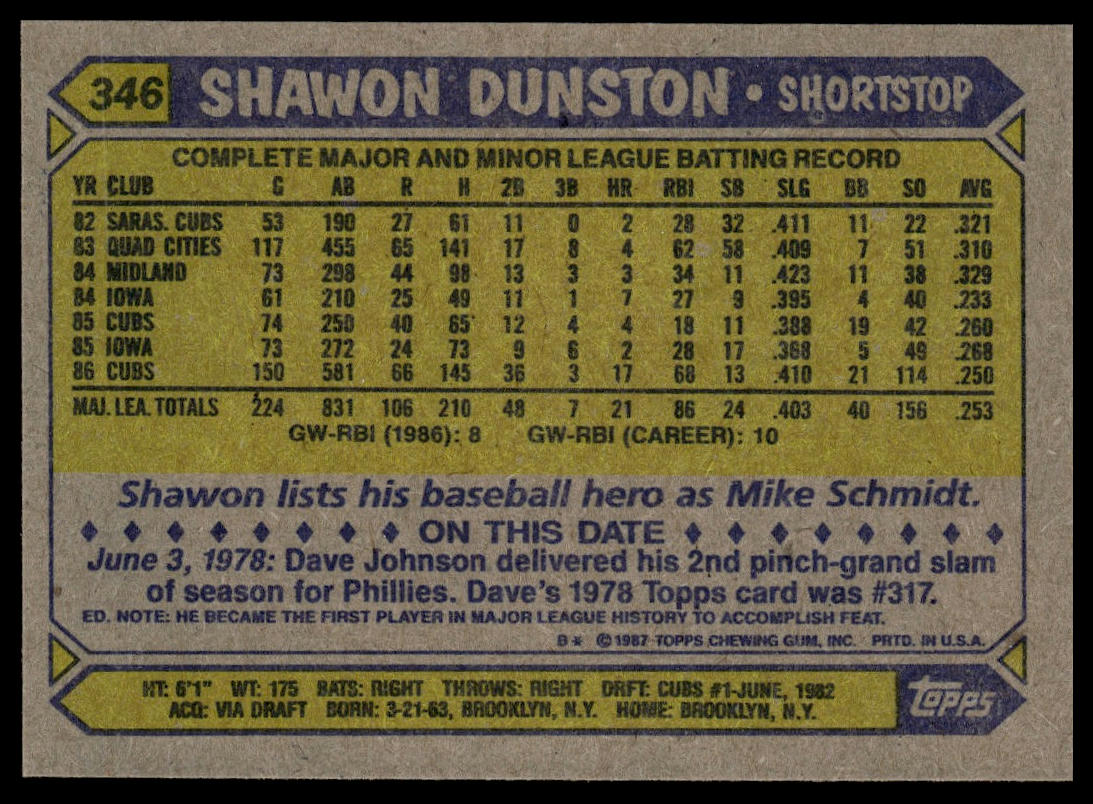 346 SHAWON DUNSTON • SHORTSTOP
COMPLETE MAJOR AND MINOR LEAGUE BATTING RECORD
YR CLUB G AB R H 2B 3B HR RBI SB SLG BB SO AVG
82 SARAS. CUBS 53 190 27 61 11 0 2 28 32 .411 11 22 .321
83 QUAD CITIES 117 455 65 141 17 8 4 62 58 .409 7 51 .310
84 MIDLAND 73 298 44 98 13 3 3 34 11 .423 11 38 .329
84 IOWA 61 210 25 49 11 1 7 27 9 .395 4 40 .233
85 CUBS 74 250 40 65 12 4 4 18 11 .388 19 42 .260
85 IOWA 73 272 24 73 9 6 2 28 17 .368 5 49 .268
86 CUBS 150 581 66 145 36 3 17 68 13 .410 21 114 .250
MAJ. LEA. TOTALS 224 831 106 210 48 7 21 86 24 .403 40 156 .253
GW-RBI (1986): 8 GW-RBI (CAREER): 10
Shawon lists his baseball hero as Mike Schmidt.
♦ ♦ ♦ ♦ ♦ ♦ ♦ ♦ ON THIS DATE ♦ ♦ ♦ ♦ ♦ ♦ ♦ ♦
June 3, 1978: Dave Johnson delivered his 2nd pinch-grand slam
of season for Phillies. Dave's 1978 Topps card was #317.
ED. NOTE: HE BECAME THE FIRST PLAYER IN MAJOR LEAGUE HISTORY TO ACCOMPLISH FEAT.
B* © 1987 TOPPS CHEWING GUM, INC. PRTD. IN U.S.A.
HT: 6'1" WT: 175 BATS: RIGHT THROWS: RIGHT DRFT: CUBS #1-JUNE, 1982
ACQ: VIA DRAFT BORN: 3-21-63, BROOKLYN, N.Y. HOME: BROOKLYN, N.Y.
topps